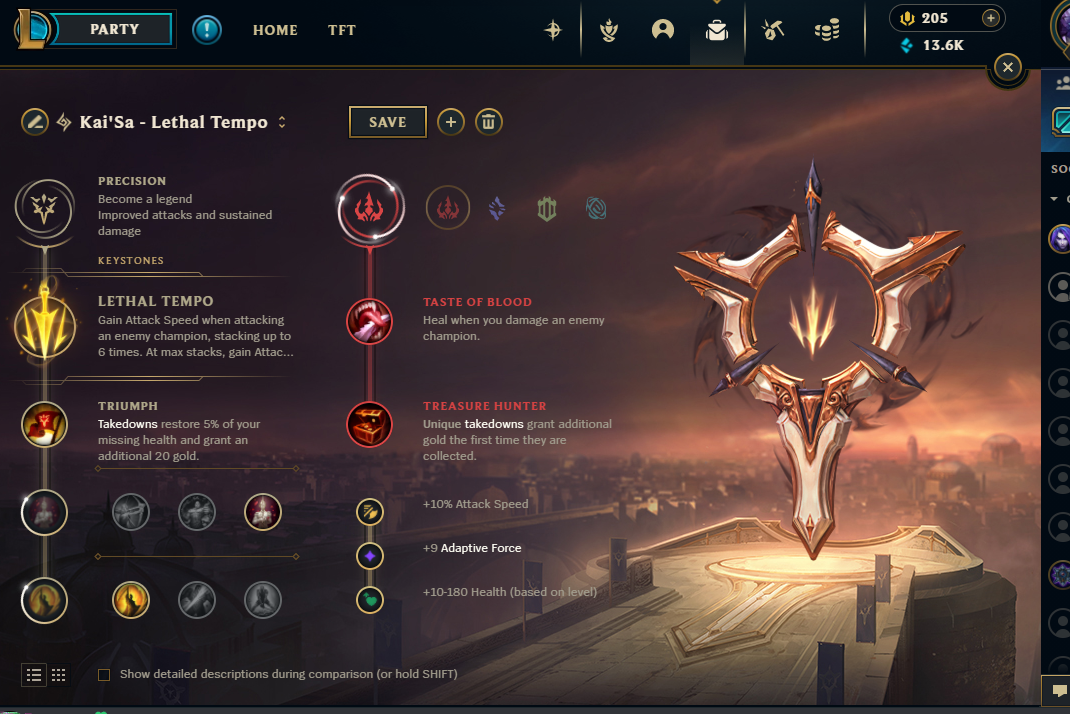 PARTY
HOME
TFT
205
13.6K
Kai'Sa - Lethal Tempo
SAVE
PRECISION
Become a legend
Improved attacks and sustained
damage
KEYSTONES
LETHAL TEMPO
Gain Attack Speed when attacking
an enemy champion, stacking up to
6 times. At max stacks, gain Attac...
TRIUMPH
Takedowns restore 5% of your
missing health and grant an
additional 20 gold.
TASTE OF BLOOD
Heal when you damage an enemy
champion.
TREASURE HUNTER
Unique takedowns grant additional
gold the first time they are
collected.
+10% Attack Speed
+9 Adaptive Force
+10-180 Health (based on level)
Show detailed descriptions during comparison (or hold SHIFT)
SO